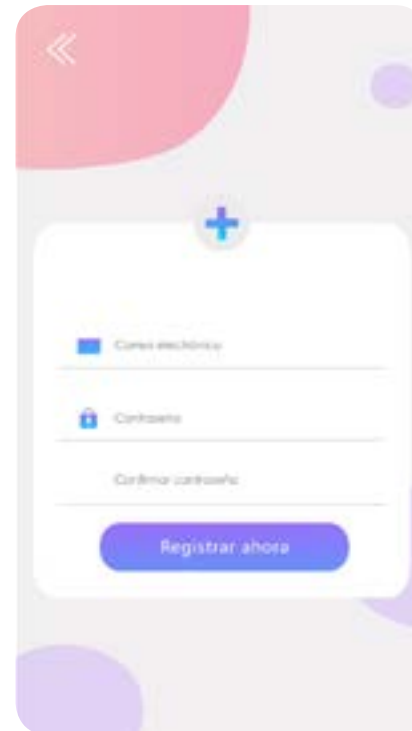 Correo electrónico
Contraseña
Confirmar contraseña
Registrar ahora